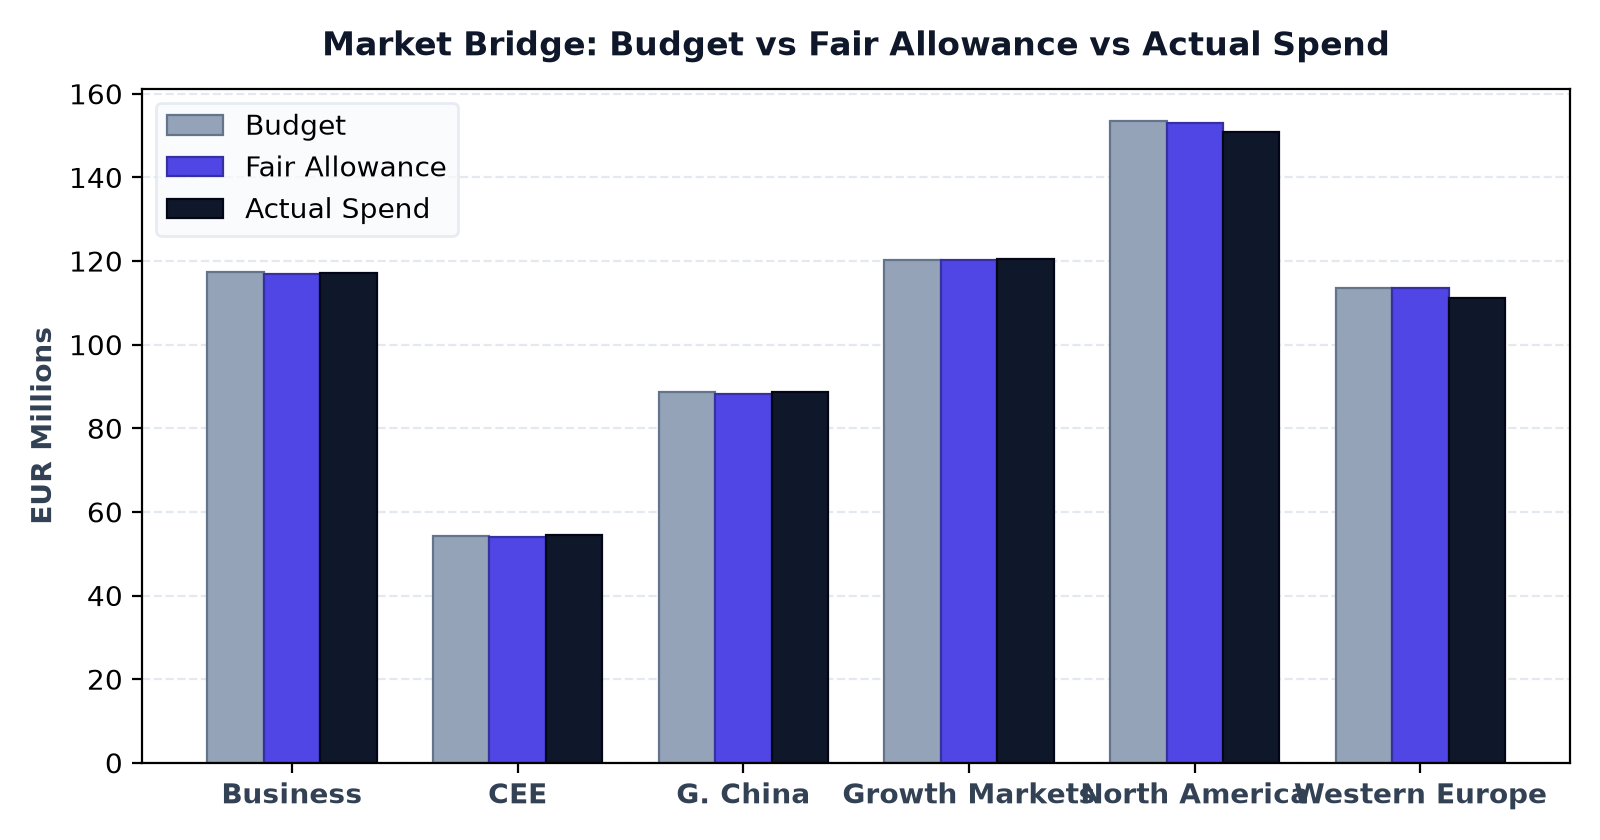 Market Bridge: Budget vs Fair Allowance vs Actual Spend
Budget
Fair Allowance
Actual Spend
EUR Millions
160
140
120
100
80
60
40
20
0
Business CEE G. China Growth Markets North America Western Europe